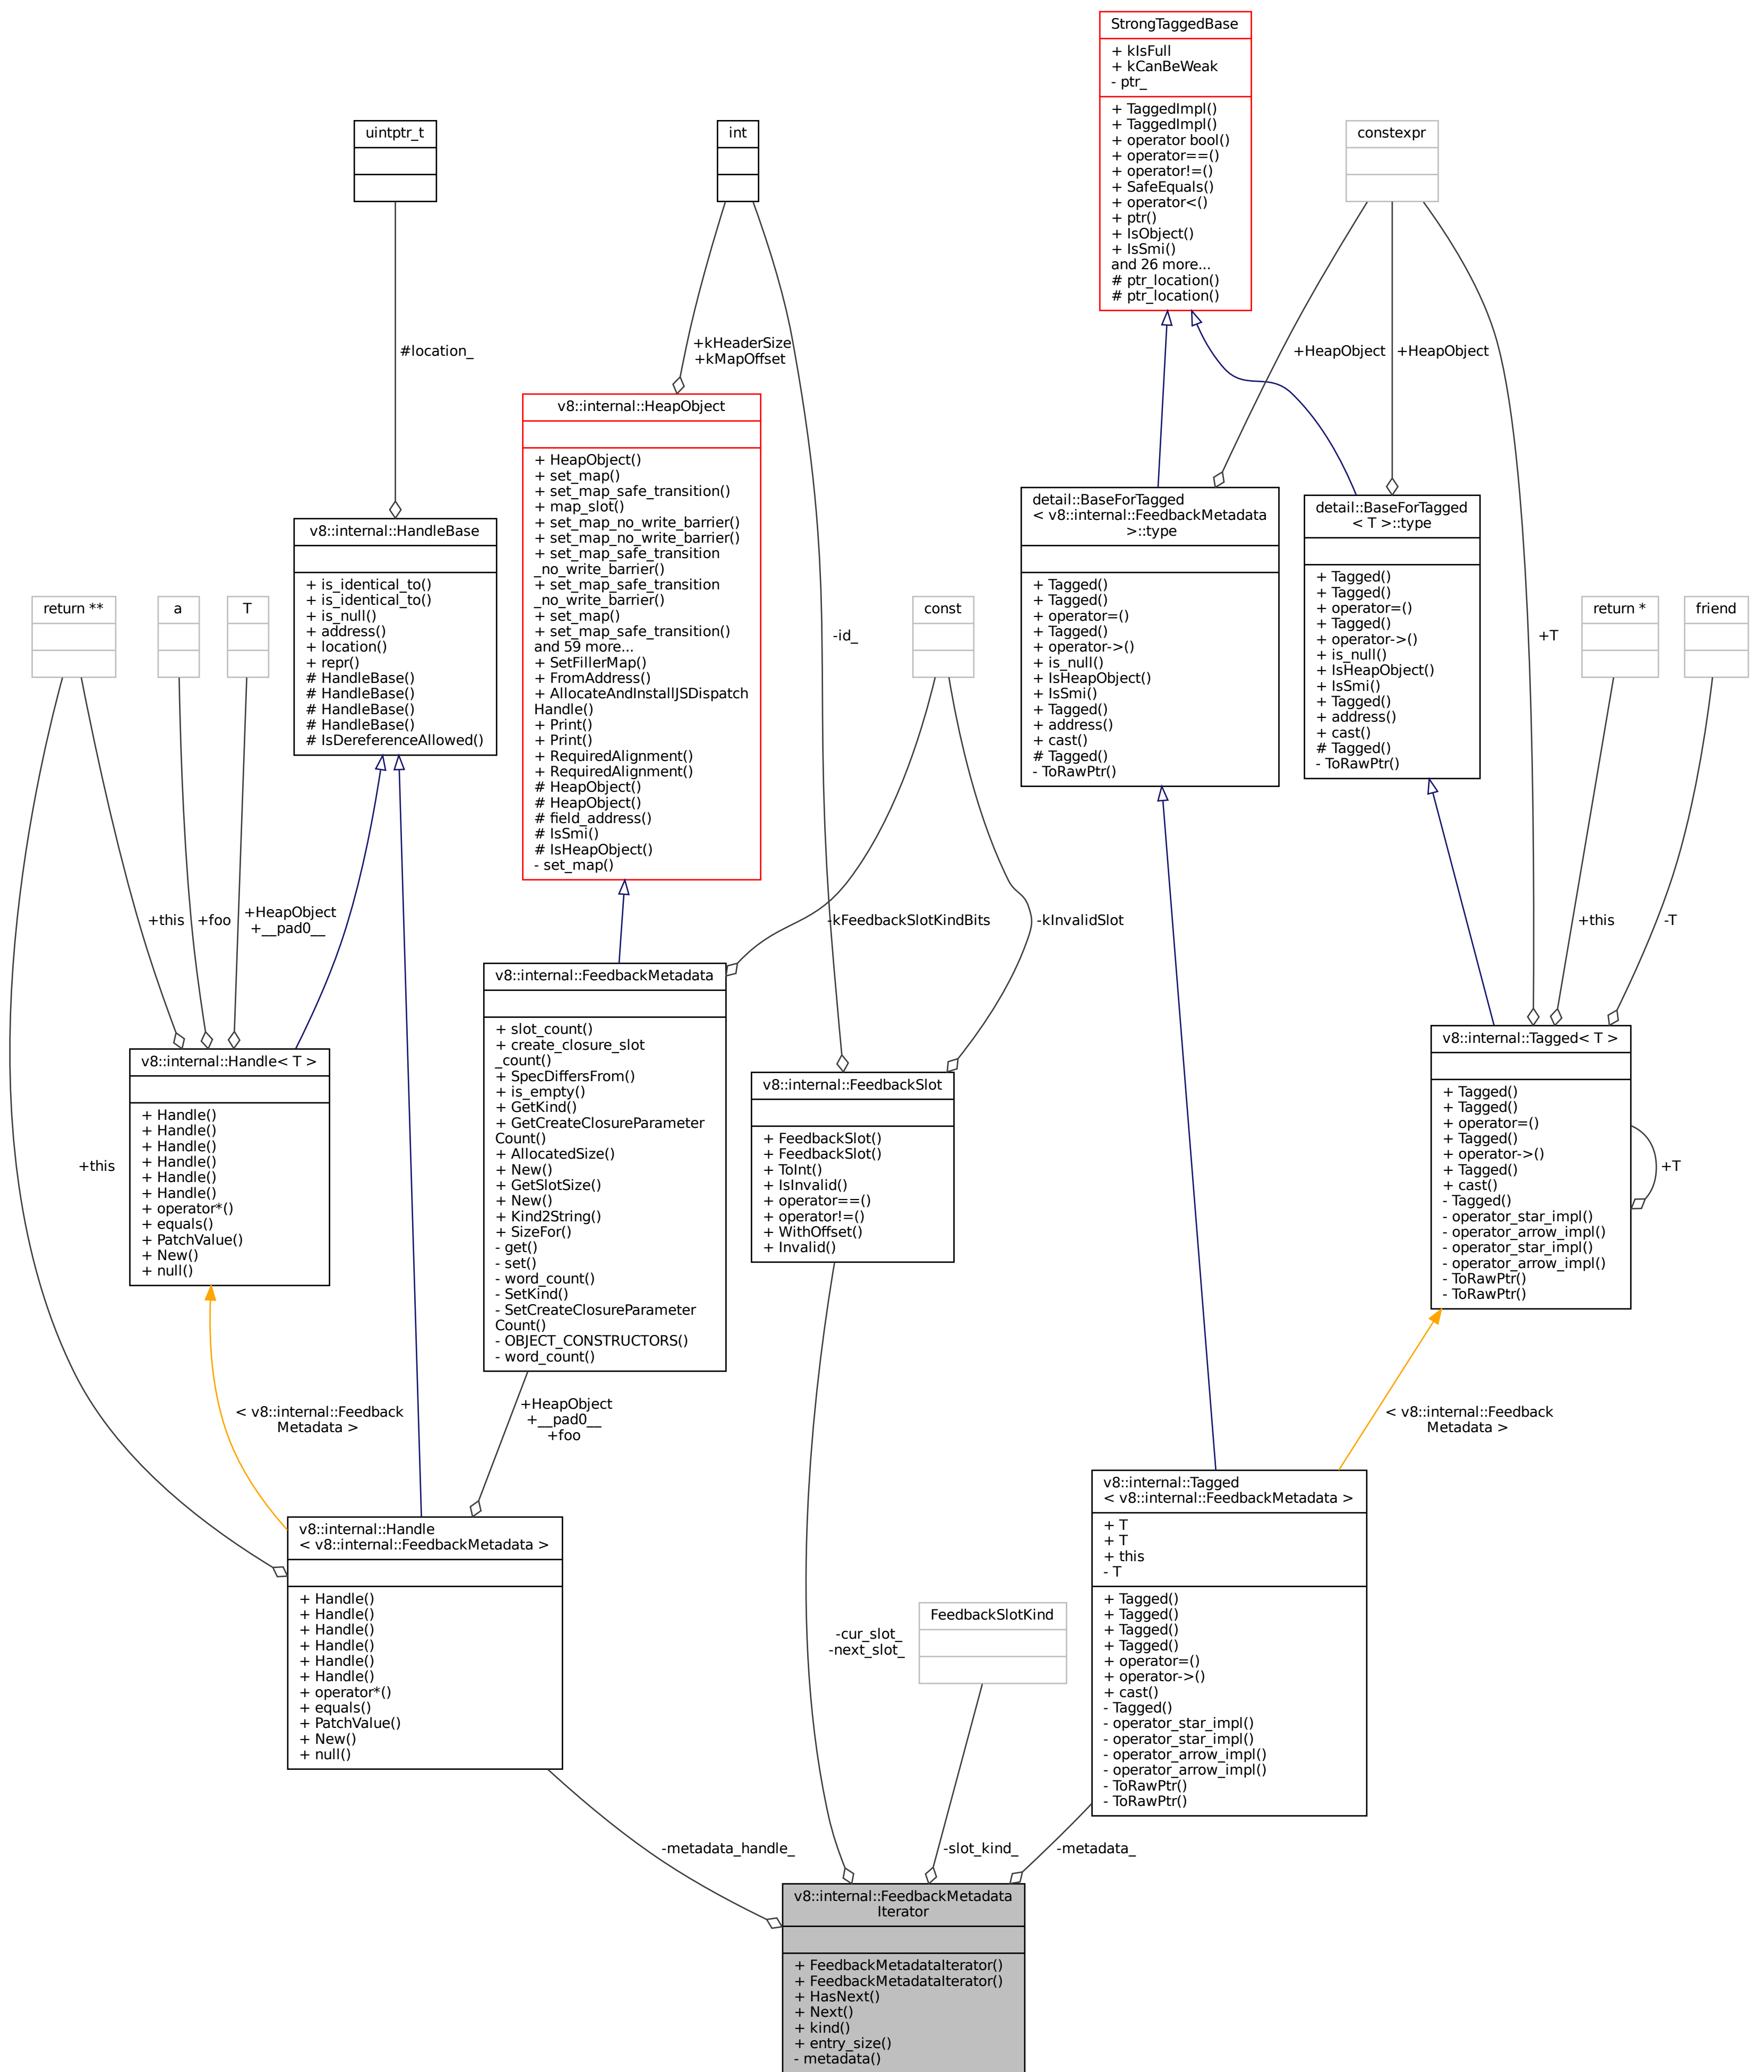 StrongTaggedBase
+ kIsFull
+ kCanBeWeak
- ptr_
+ TaggedImpl()
+ TaggedImpl()
+ operator bool()
+ operator==()
+ operator!=()
+ SafeEquals()
+ operator<()
+ ptr()
+ IsObject()
+ IsSmi()
and 26 more...
# ptr_location()
# ptr_location()
uintptr_t
int
constexpr
#location_
+kHeaderSize
+kMapOffset
+HeapObject
+HeapObject
v8::internal::HeapObject
+ HeapObject()
+ set_map()
+ set_map_safe_transition()
+ map_slot()
+ set_map_no_write_barrier()
+ set_map_no_write_barrier()
+ set_map_safe_transition
_no_write_barrier()
+ set_map_safe_transition
_no_write_barrier()
+ set_map()
+ set_map_safe_transition()
and 59 more...
+ SetFillerMap()
+ FromAddress()
+ AllocateAndInstallJSDispatch
Handle()
+ Print()
+ Print()
+ RequiredAlignment()
+ RequiredAlignment()
# HeapObject()
# HeapObject()
# field_address()
# IsSmi()
# IsHeapObject()
- set_map()
detail::BaseForTagged
< v8::internal::FeedbackMetadata
>::type
+ Tagged()
+ Tagged()
+ operator=()
+ Tagged()
+ operator->()
+ is_null()
+ IsHeapObject()
+ IsSmi()
+ Tagged()
+ address()
+ cast()
# Tagged()
- ToRawPtr()
detail::BaseForTagged
< T >::type
+ Tagged()
+ Tagged()
+ operator=()
+ Tagged()
+ operator->()
+ is_null()
+ IsHeapObject()
+ IsSmi()
+ Tagged()
+ address()
+ cast()
# Tagged()
- ToRawPtr()
v8::internal::HandleBase
+ is_identical_to()
+ is_identical_to()
+ is_null()
+ address()
+ location()
+ repr()
# HandleBase()
# HandleBase()
# HandleBase()
# HandleBase()
# IsDereferenceAllowed()
return **
a
T
const
return *
friend
-id_
+T
+this
+foo
+HeapObject
+__pad0__
-kFeedbackSlotKindBits
-kInvalidSlot
+this
-T
v8::internal::FeedbackMetadata
+ slot_count()
+ create_closure_slot
_count()
+ SpecDiffersFrom()
+ is_empty()
+ GetKind()
+ GetCreateClosureParameter
Count()
+ AllocatedSize()
+ New()
+ GetSlotSize()
+ New()
+ Kind2String()
+ SizeFor()
- get()
- set()
- word_count()
- SetKind()
- SetCreateClosureParameter
Count()
- OBJECT_CONSTRUCTORS()
- word_count()
v8::internal::Handle< T >
+ Handle()
+ Handle()
+ Handle()
+ Handle()
+ Handle()
+ Handle()
+ operator*()
+ equals()
+ PatchValue()
+ New()
+ null()
v8::internal::FeedbackSlot
+ FeedbackSlot()
+ FeedbackSlot()
+ ToInt()
+ IsInvalid()
+ operator==()
+ operator!=()
+ WithOffset()
+ Invalid()
v8::internal::Tagged< T >
+ Tagged()
+ Tagged()
+ operator=()
+ Tagged()
+ operator->()
+ Tagged()
+ cast()
- Tagged()
- operator_star_impl()
- operator_arrow_impl()
- operator_star_impl()
- operator_arrow_impl()
- ToRawPtr()
- ToRawPtr()
+this
+T
< v8::internal::Feedback
Metadata >
+HeapObject
+__pad0__
+foo
< v8::internal::Feedback
Metadata >
v8::internal::Handle
< v8::internal::FeedbackMetadata >
+ Handle()
+ Handle()
+ Handle()
+ Handle()
+ Handle()
+ Handle()
+ operator*()
+ equals()
+ PatchValue()
+ New()
+ null()
-cur_slot_
-next_slot_
FeedbackSlotKind
v8::internal::Tagged
< v8::internal::FeedbackMetadata >
+ T
+ T
+ this
- T
+ Tagged()
+ Tagged()
+ Tagged()
+ Tagged()
+ operator=()
+ operator->()
+ cast()
- Tagged()
- operator_star_impl()
- operator_star_impl()
- operator_arrow_impl()
- operator_arrow_impl()
- ToRawPtr()
- ToRawPtr()
-metadata_handle_
-slot_kind_
-metadata_
v8::internal::FeedbackMetadata
Iterator
+ FeedbackMetadataIterator()
+ FeedbackMetadataIterator()
+ HasNext()
+ Next()
+ kind()
+ entry_size()
- metadata()